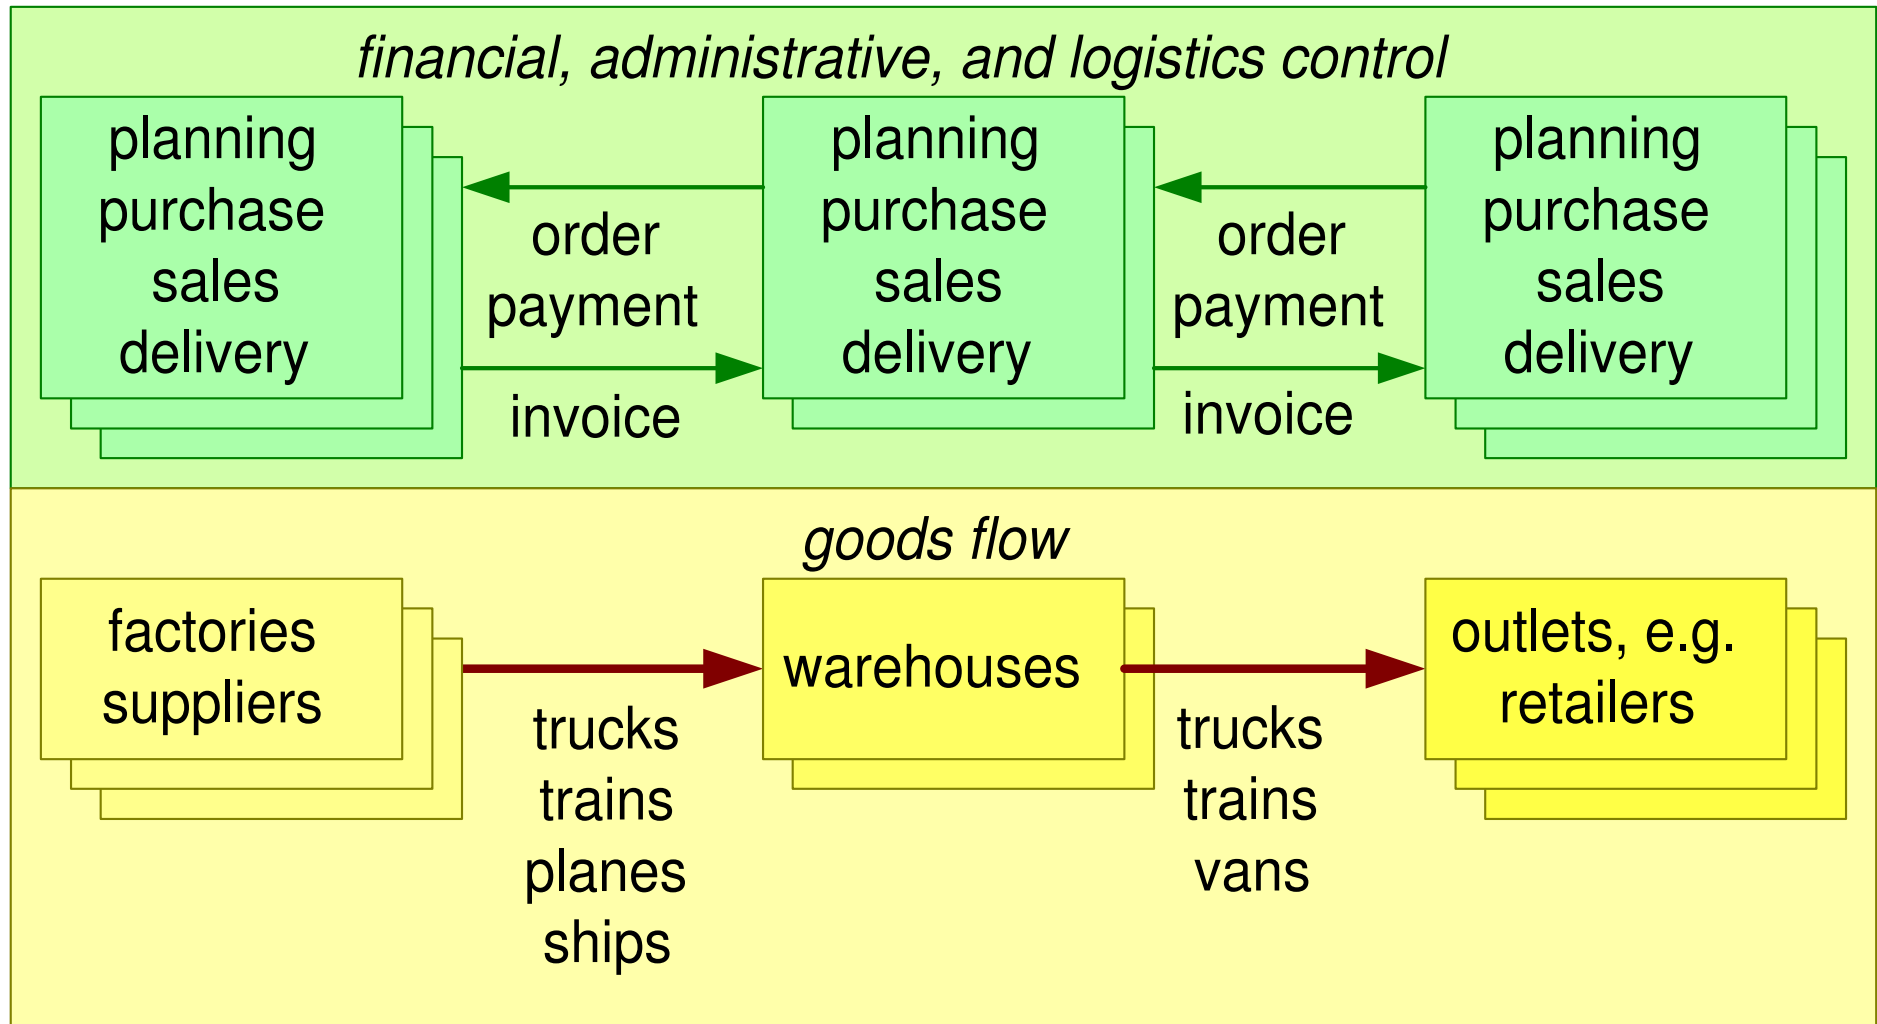 financial, administrative, and logistics control
planning
purchase
sales
delivery
order
payment
invoice
planning
purchase
sales
delivery
order
payment
invoice
planning
purchase
sales
delivery
goods flow
factories
suppliers
trucks
trains
planes
ships
warehouses
trucks
trains
vans
outlets, e.g.
retailers